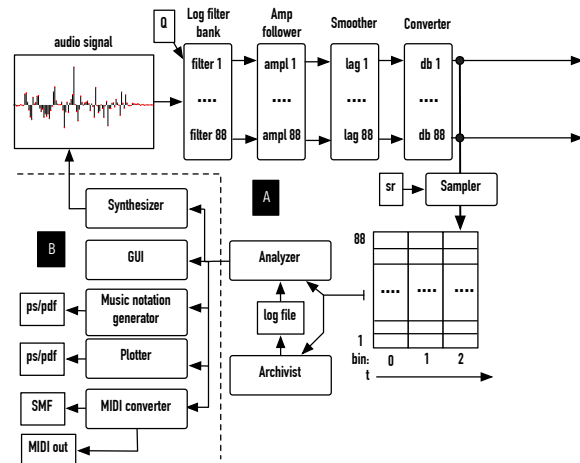 Q
audio signal
Log filter
bank
Amp
follower
Smoother
Converter
filter 1
....
filter 88
ampl 1
....
ampl 88
lag 1
....
lag 88
db 1
....
db 88
sr
Sampler
A
B
Synthesizer
GUI
Music notation
generator
ps/pdf
Plotter
ps/pdf
MIDI converter
SMF
MIDI out
Analyzer
log file
Archivist
88
.... .... ....
1
bin: 0 1 2
t